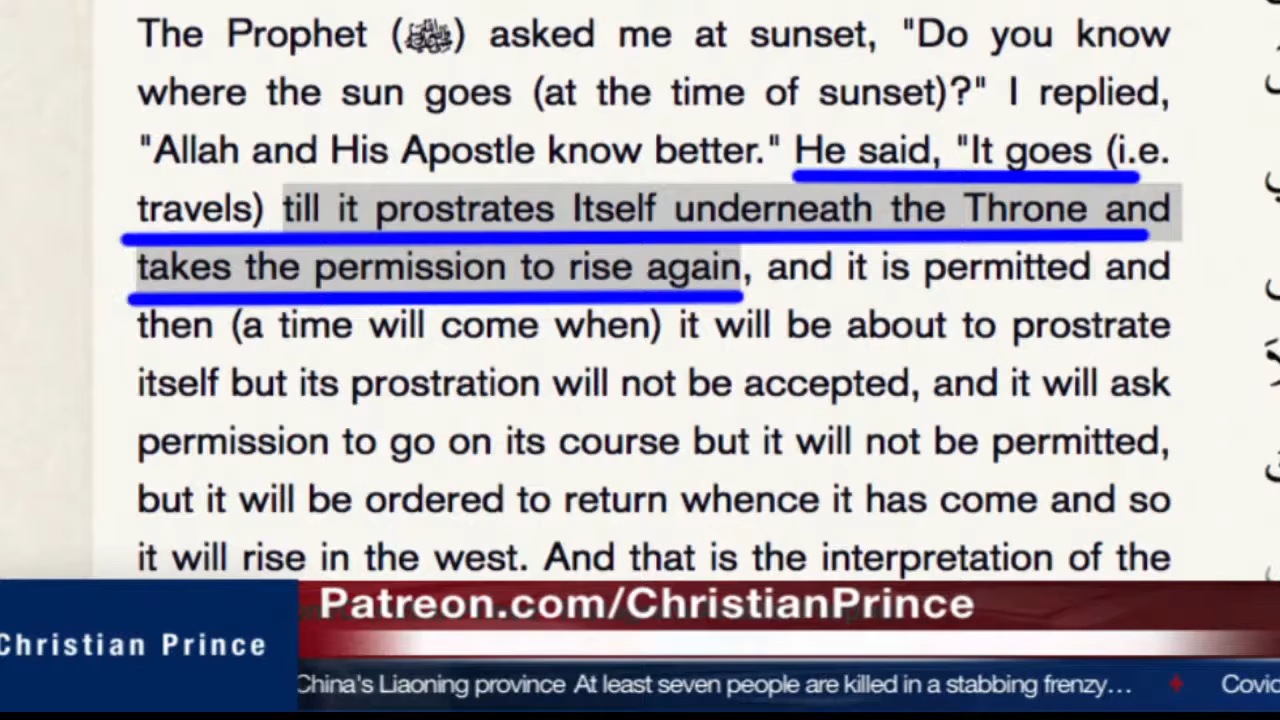 The Prophet (ﷺ) asked me at sunset, "Do you know
where the sun goes (at the time of sunset)?" I replied,
"Allah and His Apostle know better." He said, "It goes (i.e.
travels) till it prostrates Itself underneath the Throne and
takes the permission to rise again, and it is permitted and
then (a time will come when) it will be about to prostrate
itself but its prostration will not be accepted, and it will ask
permission to go on its course but it will not be permitted,
but it will be ordered to return whence it has come and so
it will rise in the west. And that is the interpretation of the
Patreon.com/ChristianPrince
Christian Prince
China's Liaoning province At least seven people are killed in a stabbing frenzy... Covid